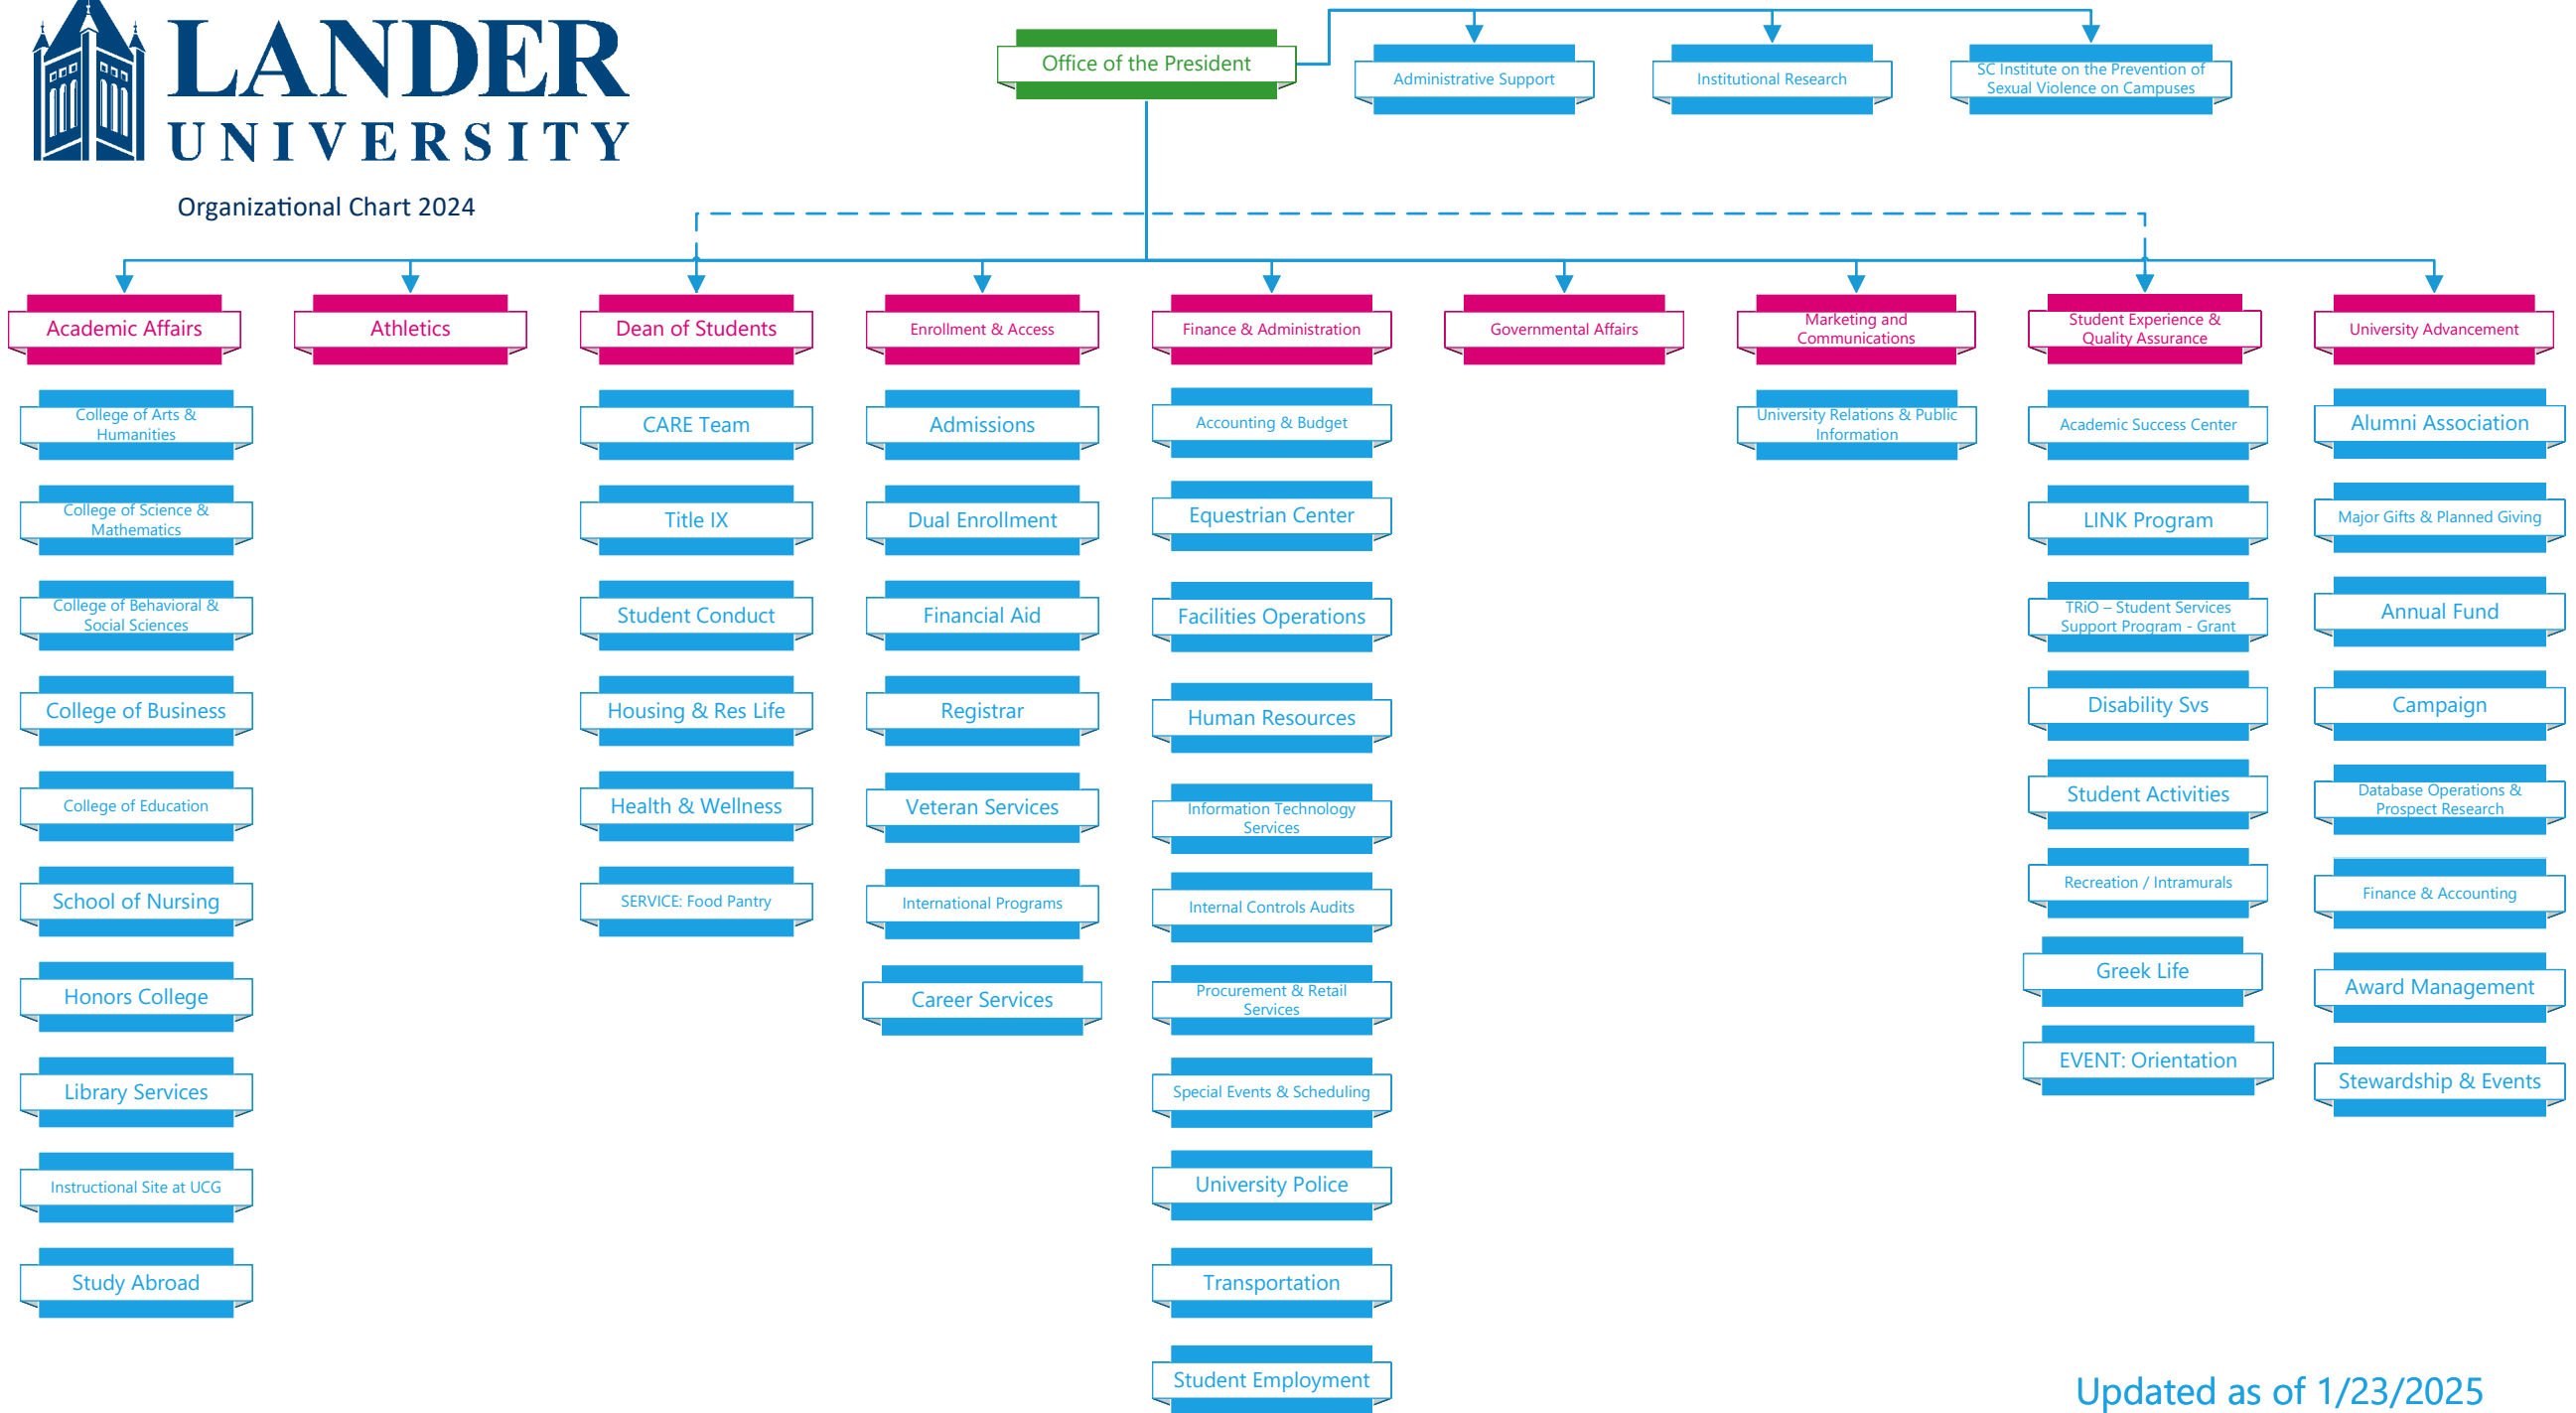 LANDER
UNIVERSITY
Organizational Chart 2024
Office of the President
Administrative Support
Institutional Research
SC Institute on the Prevention of
Sexual Violence on Campuses
Academic Affairs
Athletics
Dean of Students
Enrollment & Access
Finance & Administration
Governmental Affairs
Marketing and
Communications
Student Experience &
Quality Assurance
University Advancement
College of Arts &
Humanities
College of Science &
Mathematics
College of Behavioral &
Social Sciences
College of Business
College of Education
School of Nursing
Honors College
Library Services
Instructional Site at UCG
Study Abroad
CARE Team
Title IX
Student Conduct
Housing & Res Life
Health & Wellness
SERVICE: Food Pantry
Admissions
Dual Enrollment
Financial Aid
Registrar
Veteran Services
International Programs
Career Services
Accounting & Budget
Equestrian Center
Facilities Operations
Human Resources
Information Technology
Services
Internal Controls Audits
Procurement & Retail
Services
Special Events & Scheduling
University Police
Transportation
Student Employment
University Relations & Public
Information
Academic Success Center
LINK Program
TRiO – Student Services
Support Program - Grant
Disability Svs
Student Activities
Recreation / Intramurals
Greek Life
EVENT: Orientation
Alumni Association
Major Gifts & Planned Giving
Annual Fund
Campaign
Database Operations &
Prospect Research
Finance & Accounting
Award Management
Stewardship & Events
Updated as of 1/23/2025